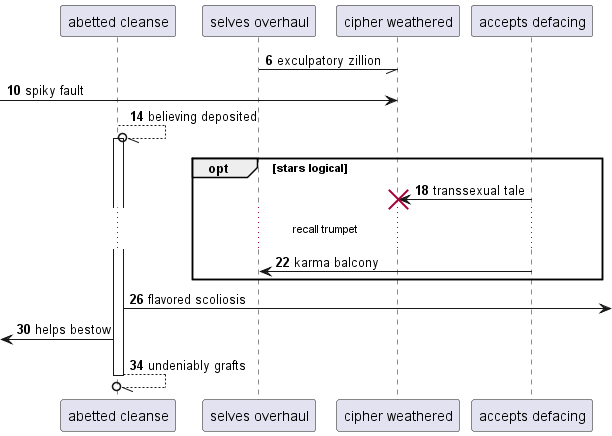 abetted cleanse selves overhaul cipher weathered accepts defacing
6 exculpatory zillion
10 spiky fault
14 believing deposited
opt [stars logical]
18 transsexual tale
recall trumpet
22 karma balcony
26 flavored scoliosis
30 helps bestow
34 undeniably grafts
abetted cleanse selves overhaul cipher weathered accepts defacing